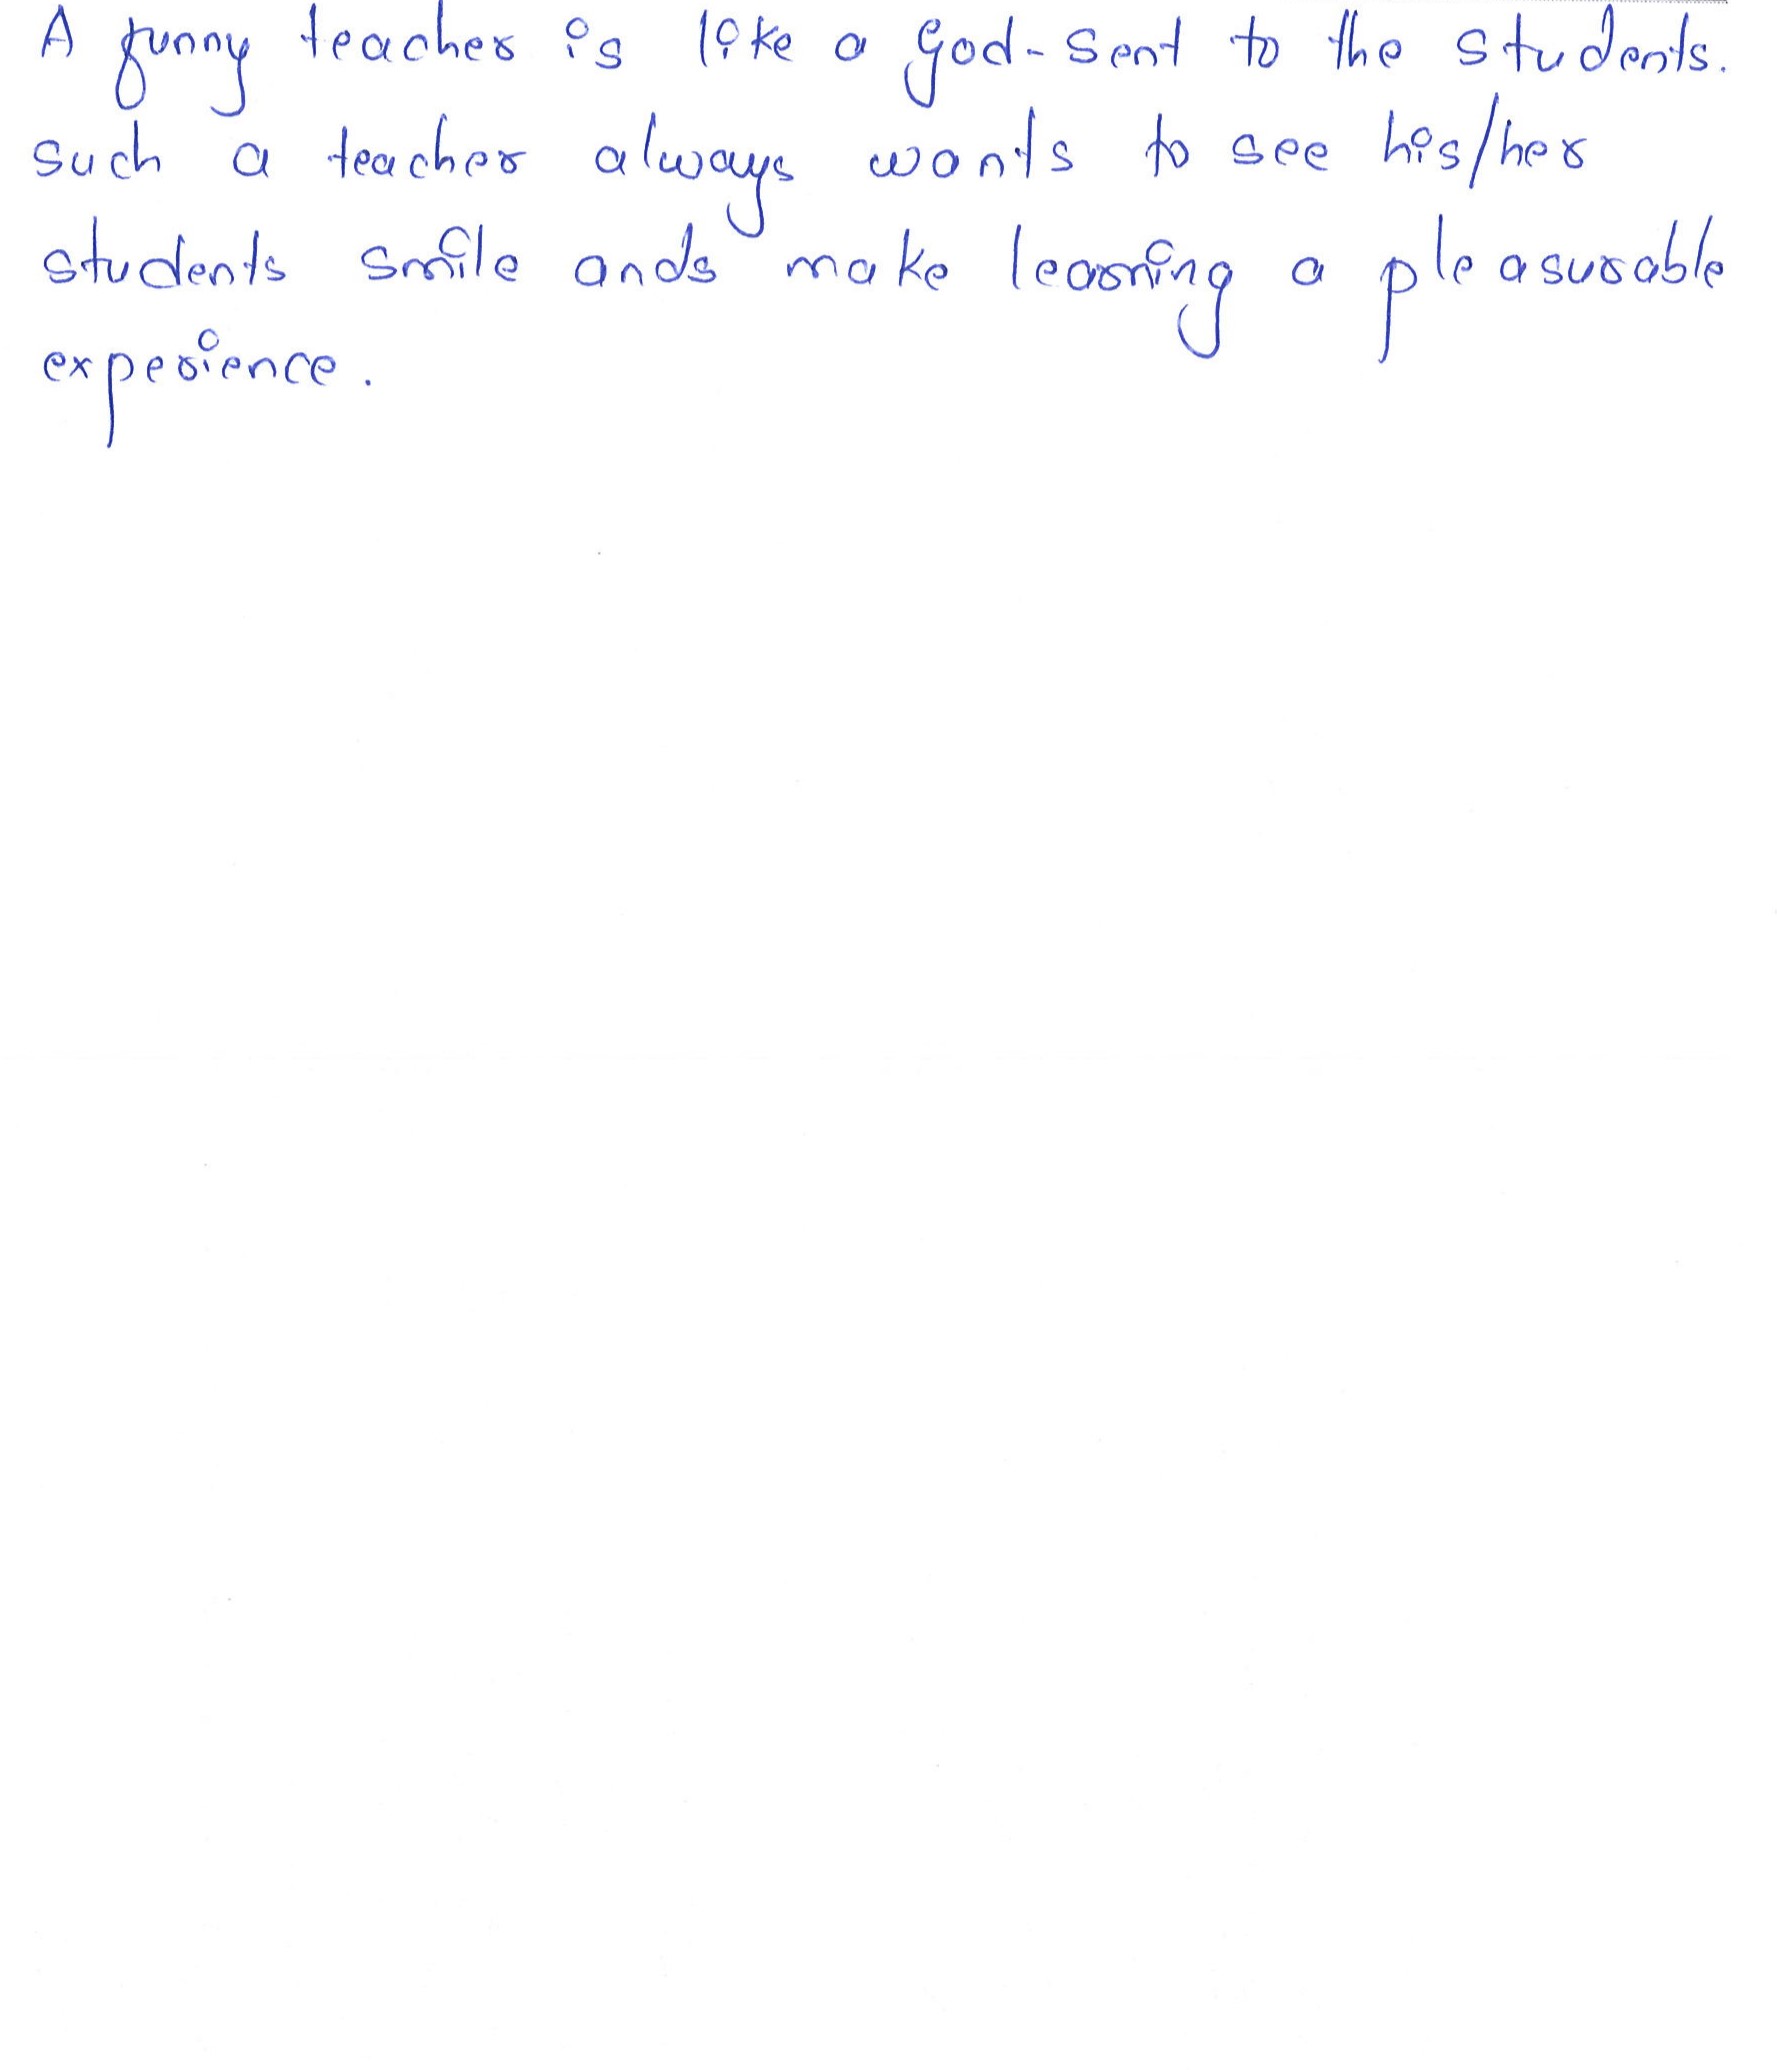 A funny teacher is like a God-sent to the students.
such a teacher always wants to see his/her
students smile ands make learning a pleasurable
experience.